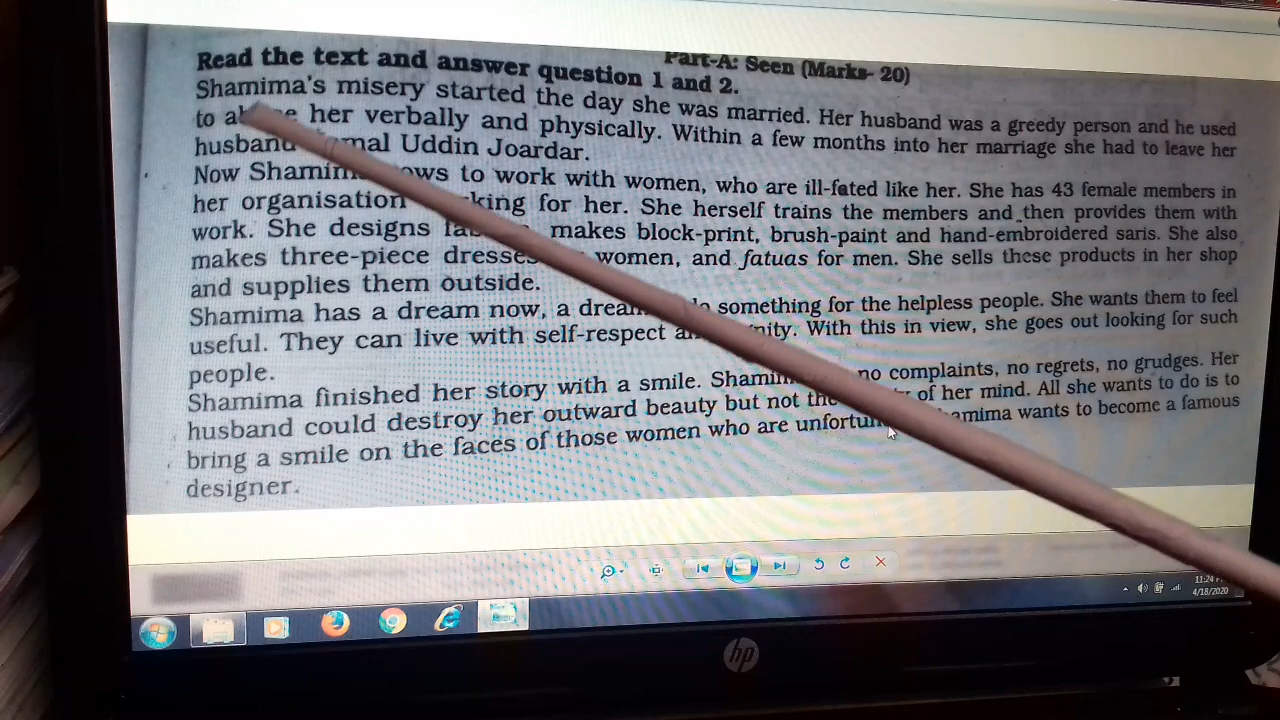 Part-A: Seen (Marks- 20)
Read the text and answer question 1 and 2.
Shamima's misery started the day she was married. Her husband was a greedy person and he used
to her verbally and physically. Within a few months into her marriage she had to leave her
husband Uddin Joardar.
Now to work with women, who are ill-fated like her. She has 43 female members in
her organisation for her. She herself trains the members and then provides them with
work. She designs makes block-print, brush-paint and hand-embroidered saris. She also
makes three-piece dresses women, and fatuas for men. She sells these products in her shop
and supplies them outside.
Shamima has a dream now, a something for the helpless people. She wants them to feel
useful. They can live with self-respect With this in view, she goes out looking for such
people.
Shamima finished her story with a smile. no complaints, no regrets, no grudges. Her
husband could destroy her outward beauty but not of her mind. All she wants to do is to
bring a smile on the faces of those women who are wants to become a famous
designer.
11:24
4/18/2020
hp